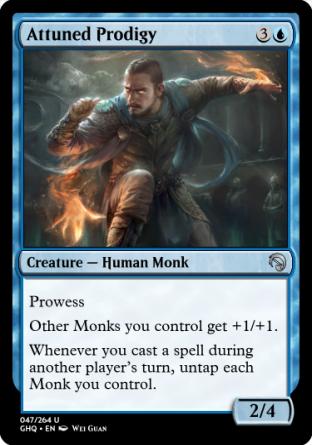 Attuned Prodigy 3
Creature — Human Monk
Prowess
Other Monks you control get +1/+1.
Whenever you cast a spell during
another player's turn, untap each
Monk you control.
2/4
047/264 U
GHQ • EN Wei Guan